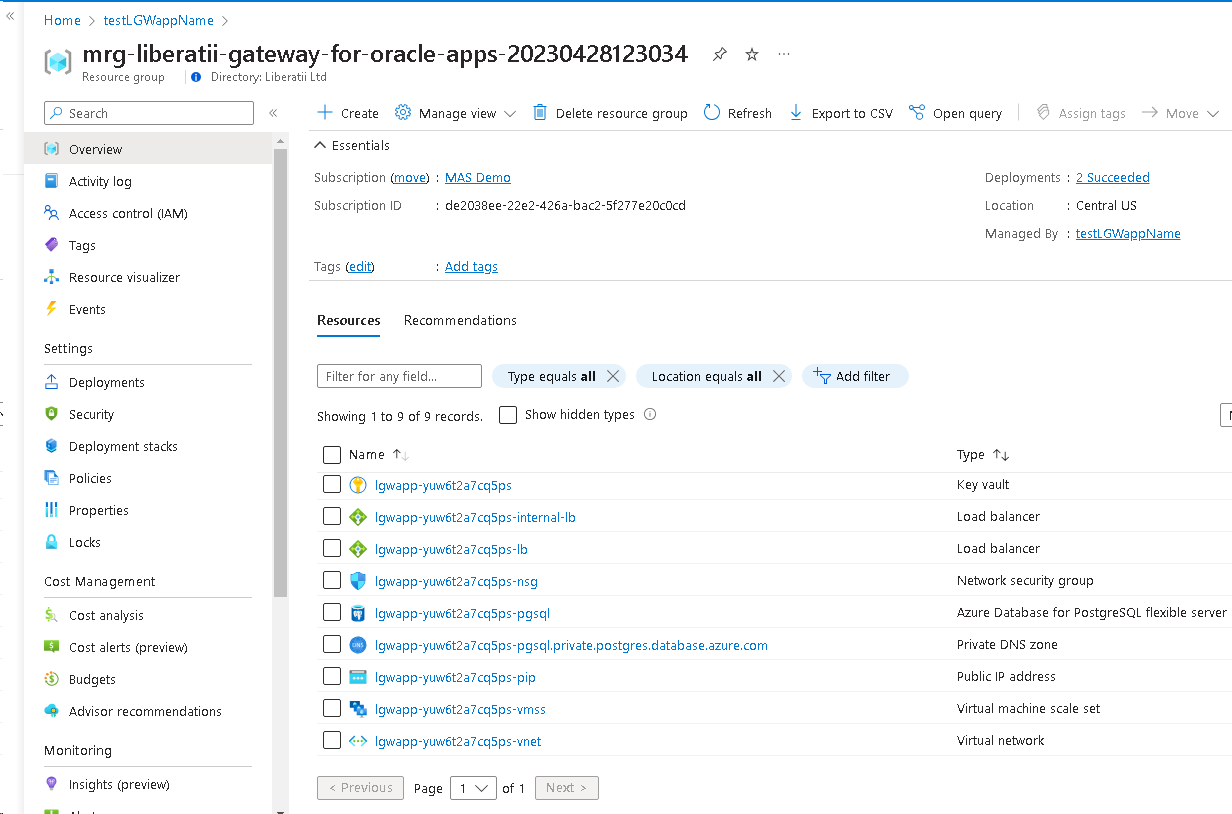 «
Home > testLGWappName >
mrg-liberatii-gateway-for-oracle-apps-20230428123034 ...
Resource group Directory: Liberatii Ltd
Search «
Create Manage view Delete resource group Refresh Export to CSV Open query Assign tags Move
Overview
Activity log
Access control (IAM)
Tags
Resource visualizer
Events
Settings
Deployments
Security
Deployment stacks
Policies
Properties
Locks
Cost Management
Cost analysis
Cost alerts (preview)
Budgets
Advisor recommendations
Monitoring
Insights (preview)
Essentials
Subscription (move) : MAS Demo
Subscription ID : de2038ee-22e2-426a-bac2-5f277e20c0cd
Deployments : 2 Succeeded
Location : Central US
Managed By : testLGWappName
Tags (edit) : Add tags
Resources Recommendations
Filter for any field... Type equals all Location equals all Add filter
Showing 1 to 9 of 9 records. Show hidden types
Name Type
lgwapp-yuw6t2a7cq5ps Key vault
lgwapp-yuw6t2a7cq5ps-internal-lb Load balancer
lgwapp-yuw6t2a7cq5ps-lb Load balancer
lgwapp-yuw6t2a7cq5ps-nsg Network security group
lgwapp-yuw6t2a7cq5ps-pgsql Azure Database for PostgreSQL flexible server
lgwapp-yuw6t2a7cq5ps-pgsql.private.postgres.database.azure.com Private DNS zone
lgwapp-yuw6t2a7cq5ps-pip Public IP address
lgwapp-yuw6t2a7cq5ps-vmss Virtual machine scale set
lgwapp-yuw6t2a7cq5ps-vnet Virtual network
< Previous Page 1 of 1 Next >